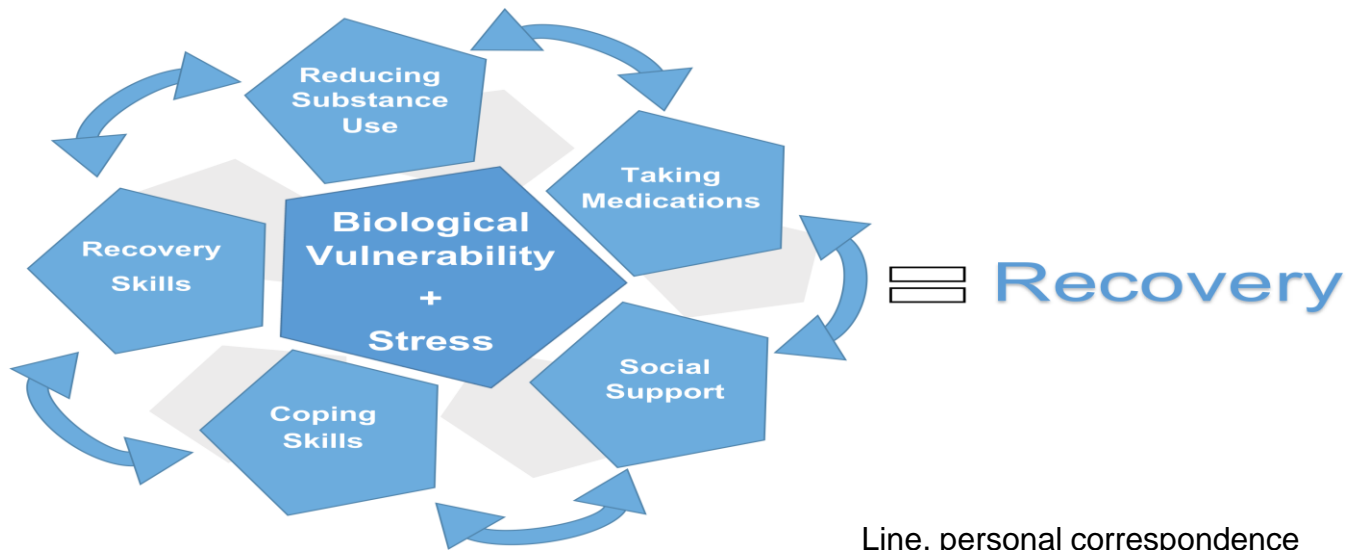 Reducing
Substance
Use
Taking
Medications
Biological
Vulnerability
+
Stress
Recovery
Skills
= Recovery
Social
Support
Coping
Skills
Line, personal correspondence